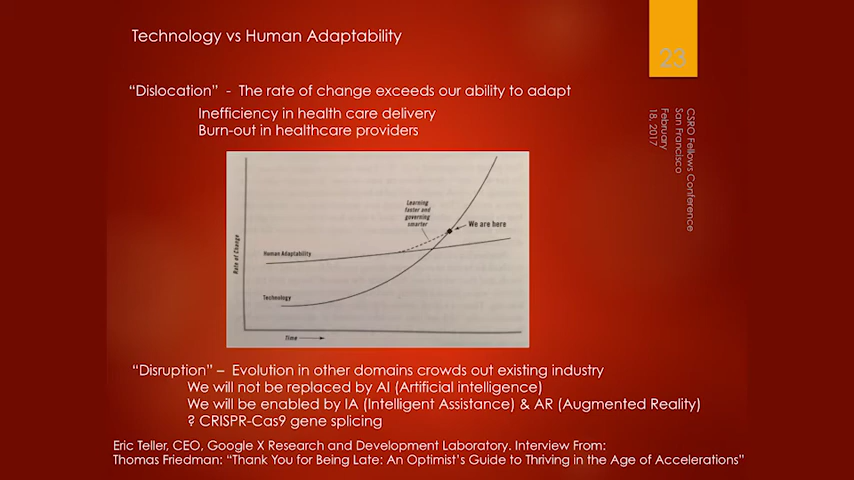 Technology vs Human Adaptability
23
"Dislocation" - The rate of change exceeds our ability to adapt
Inefficiency in health care delivery
Burn-out in healthcare providers
CSRO Fellows Conference
San Francisco
February
18, 2017
Learning
faster and
governing
smarter
We are here
Human Adaptability
Rate of Change
Technology
Time
"Disruption" – Evolution in other domains crowds out existing industry
We will not be replaced by AI (Artificial intelligence)
We will be enabled by IA (Intelligent Assistance) & AR (Augmented Reality)
? CRISPR-Cas9 gene splicing
Eric Teller, CEO, Google X Research and Development Laboratory. Interview From:
Thomas Friedman: "Thank You for Being Late: An Optimist's Guide to Thriving in the Age of Accelerations"